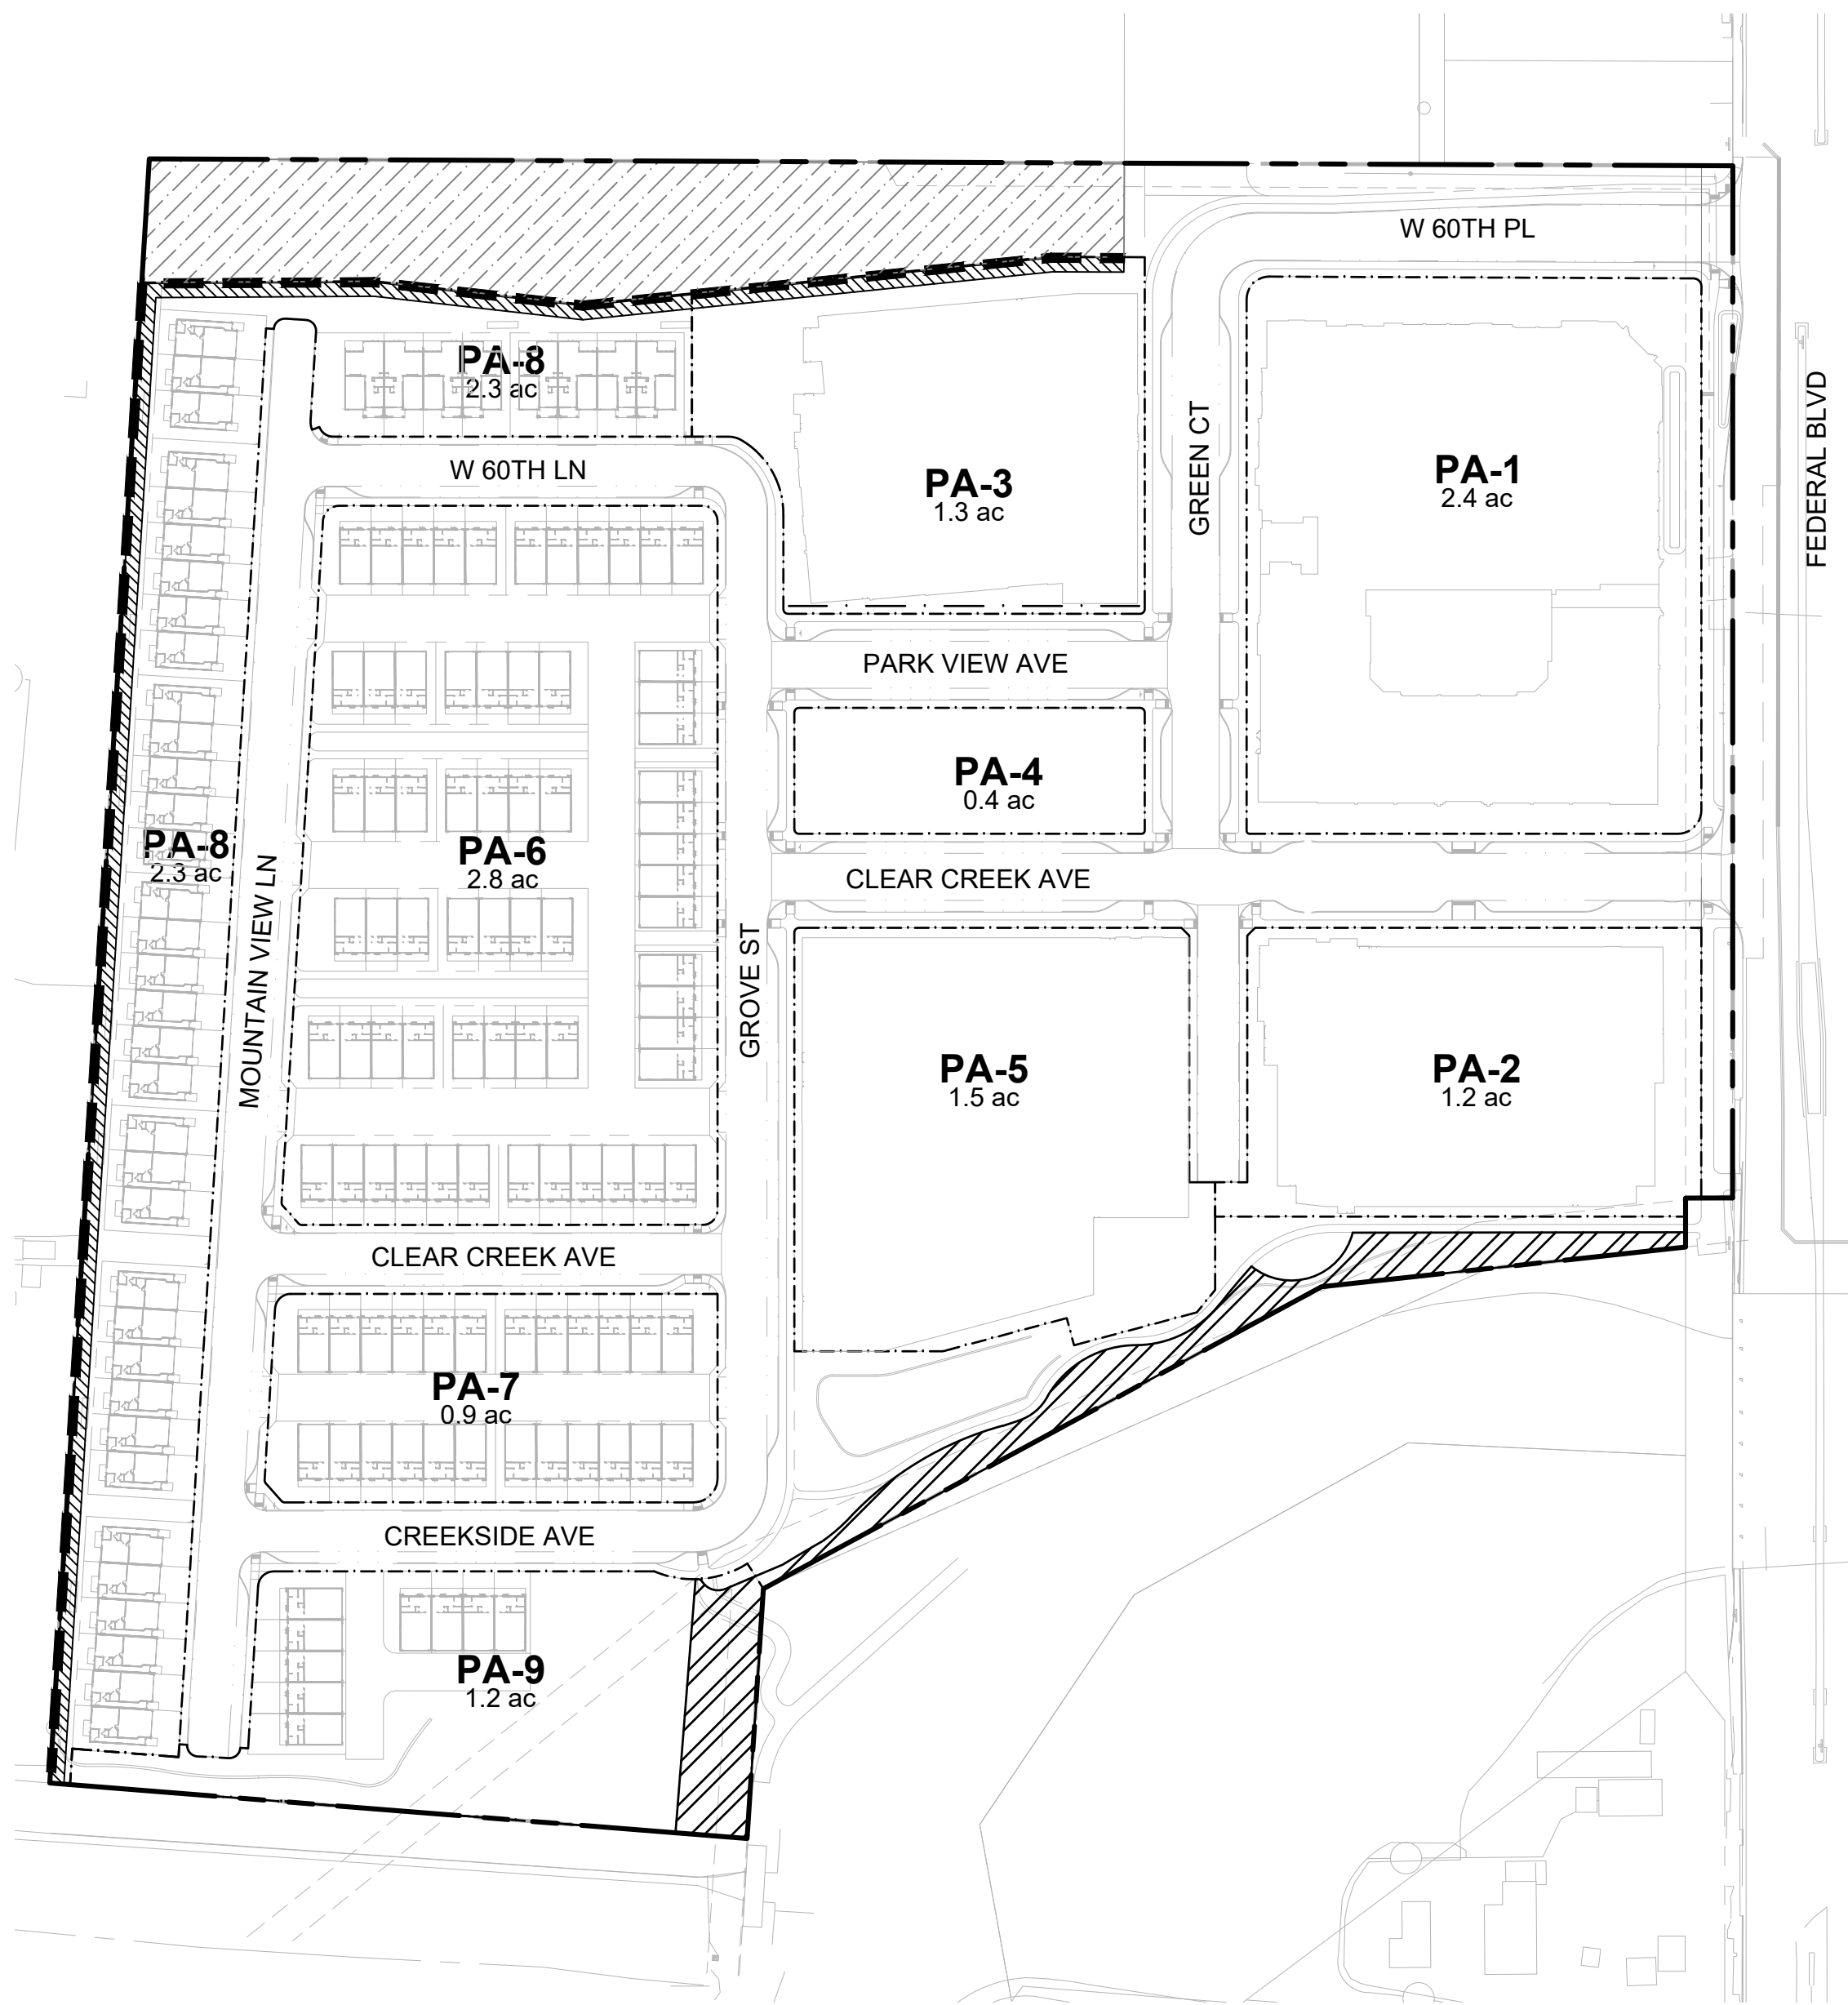 W 60TH PL
PA-8
2.3 ac
FEDERAL BLVD
W 60TH LN
GREEN CT
PA-3
1.3 ac
PA-1
2.4 ac
PARK VIEW AVE
PA-4
0.4 ac
PA-8
2.3 ac
PA-6
2.8 ac
CLEAR CREEK AVE
MOUNTAIN VIEW LN
GROVE ST
PA-5
1.5 ac
PA-2
1.2 ac
CLEAR CREEK AVE
PA-7
0.9 ac
CREEKSIDE AVE
PA-9
1.2 ac